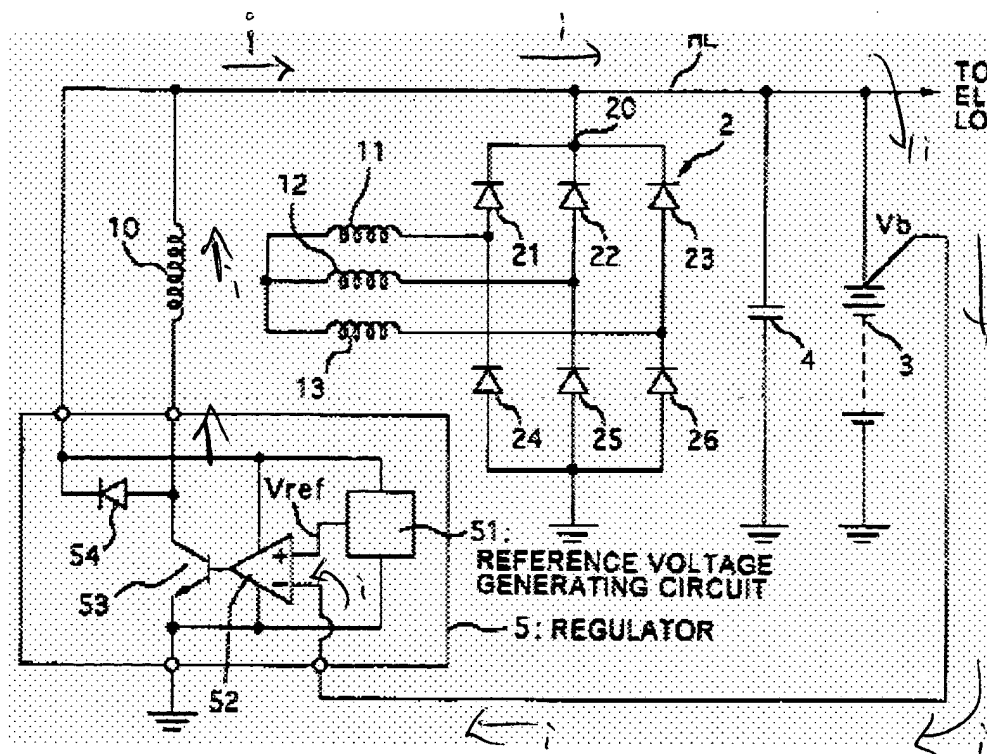 i
i
TO
EL
LO
i
20
2
11
12
10
21
22
23
Vb
i
13
4
3
24
25
26
Vref
51:
REFERENCE VOLTAGE
GENERATING CIRCUIT
54
+
-
i
53
5: REGULATOR
52
i
i